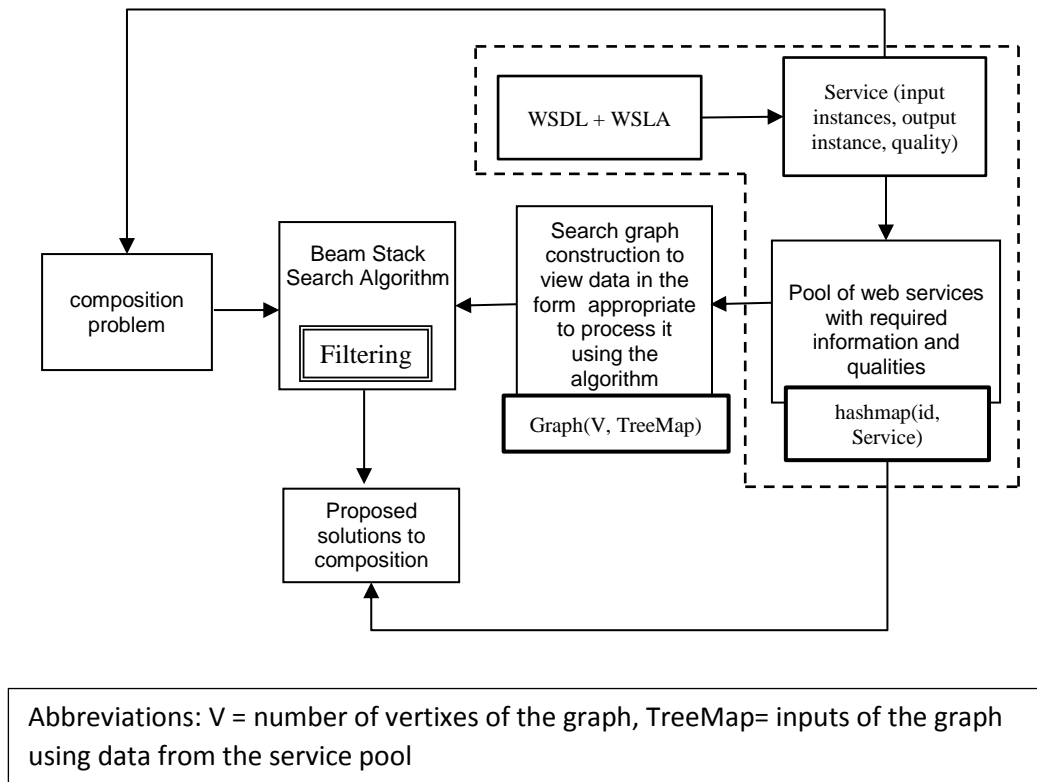 WSDL + WSLA
Service (input
instances, output
instance, quality)
composition
problem
Beam Stack
Search Algorithm
Filtering
Search graph
construction to
view data in the
form appropriate
to process it
using the
algorithm
Graph(V, TreeMap)
Pool of web services
with required
information and
qualities
hashmap(id,
Service)
Proposed
solutions to
composition
Abbreviations: V = number of vertixes of the graph, TreeMap= inputs of the graph
using data from the service pool